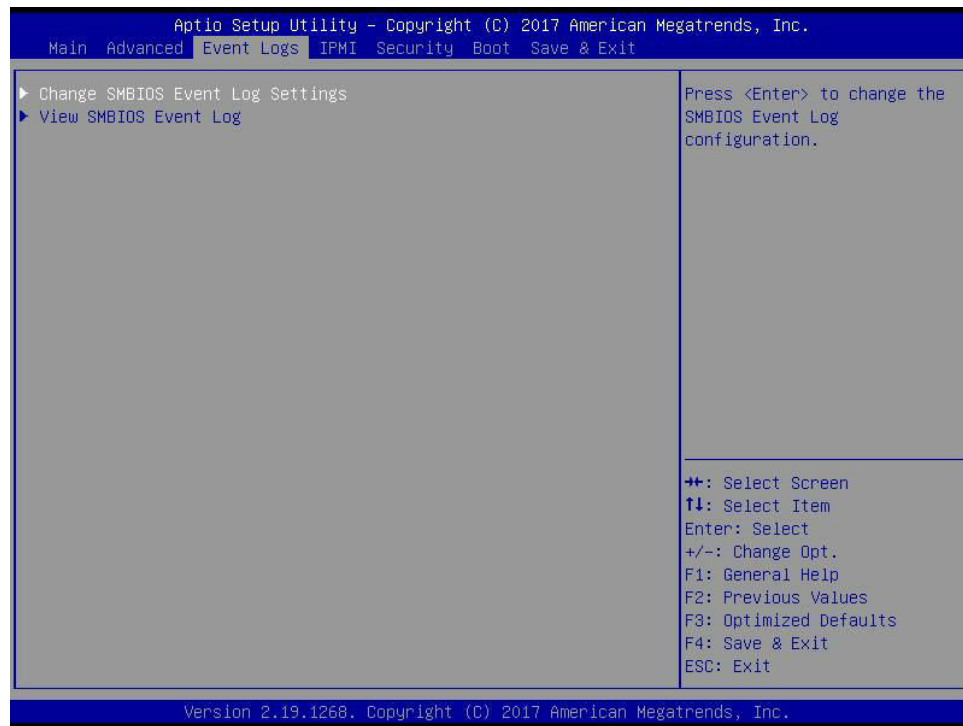 Aptio Setup Utility – Copyright (C) 2017 American Megatrends, Inc.
Main Advanced Event Logs IPMI Security Boot Save & Exit
▶ Change SMBIOS Event Log Settings
▶ View SMBIOS Event Log
Press <Enter> to change the
SMBIOS Event Log
configuration.
→←: Select Screen
↑↓: Select Item
Enter: Select
+/-: Change Opt.
F1: General Help
F2: Previous Values
F3: Optimized Defaults
F4: Save & Exit
ESC: Exit
Version 2.19.1268. Copyright (C) 2017 American Megatrends, Inc.